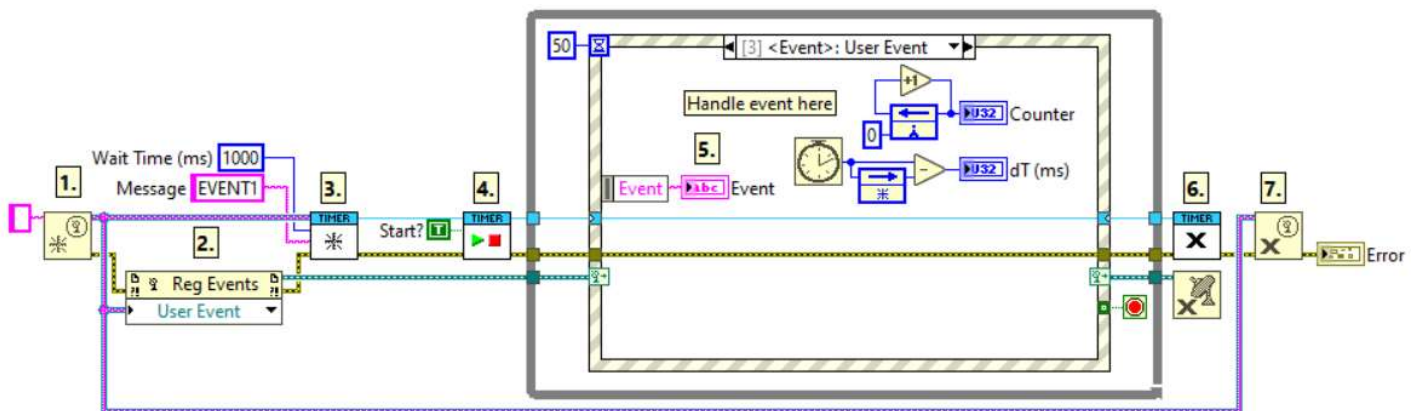 50
[3] <Event>: User Event
+1
Handle event here
U32 Counter
0
5.
Wait Time (ms) 1000
1.
Message EVENT1
3.
4.
U32 dT (ms)
Event abc Event
6.
7.
TIMER
TIMER
TIMER
2.
Start? T
Reg Events
User Event
Error